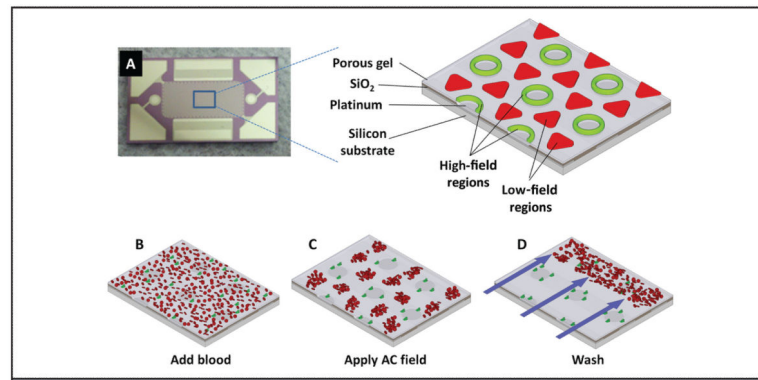 A
Porous gel
SiO₂
Platinum
Silicon
substrate
High-field
regions
Low-field
regions
B
C
D
Add blood
Apply AC field
Wash